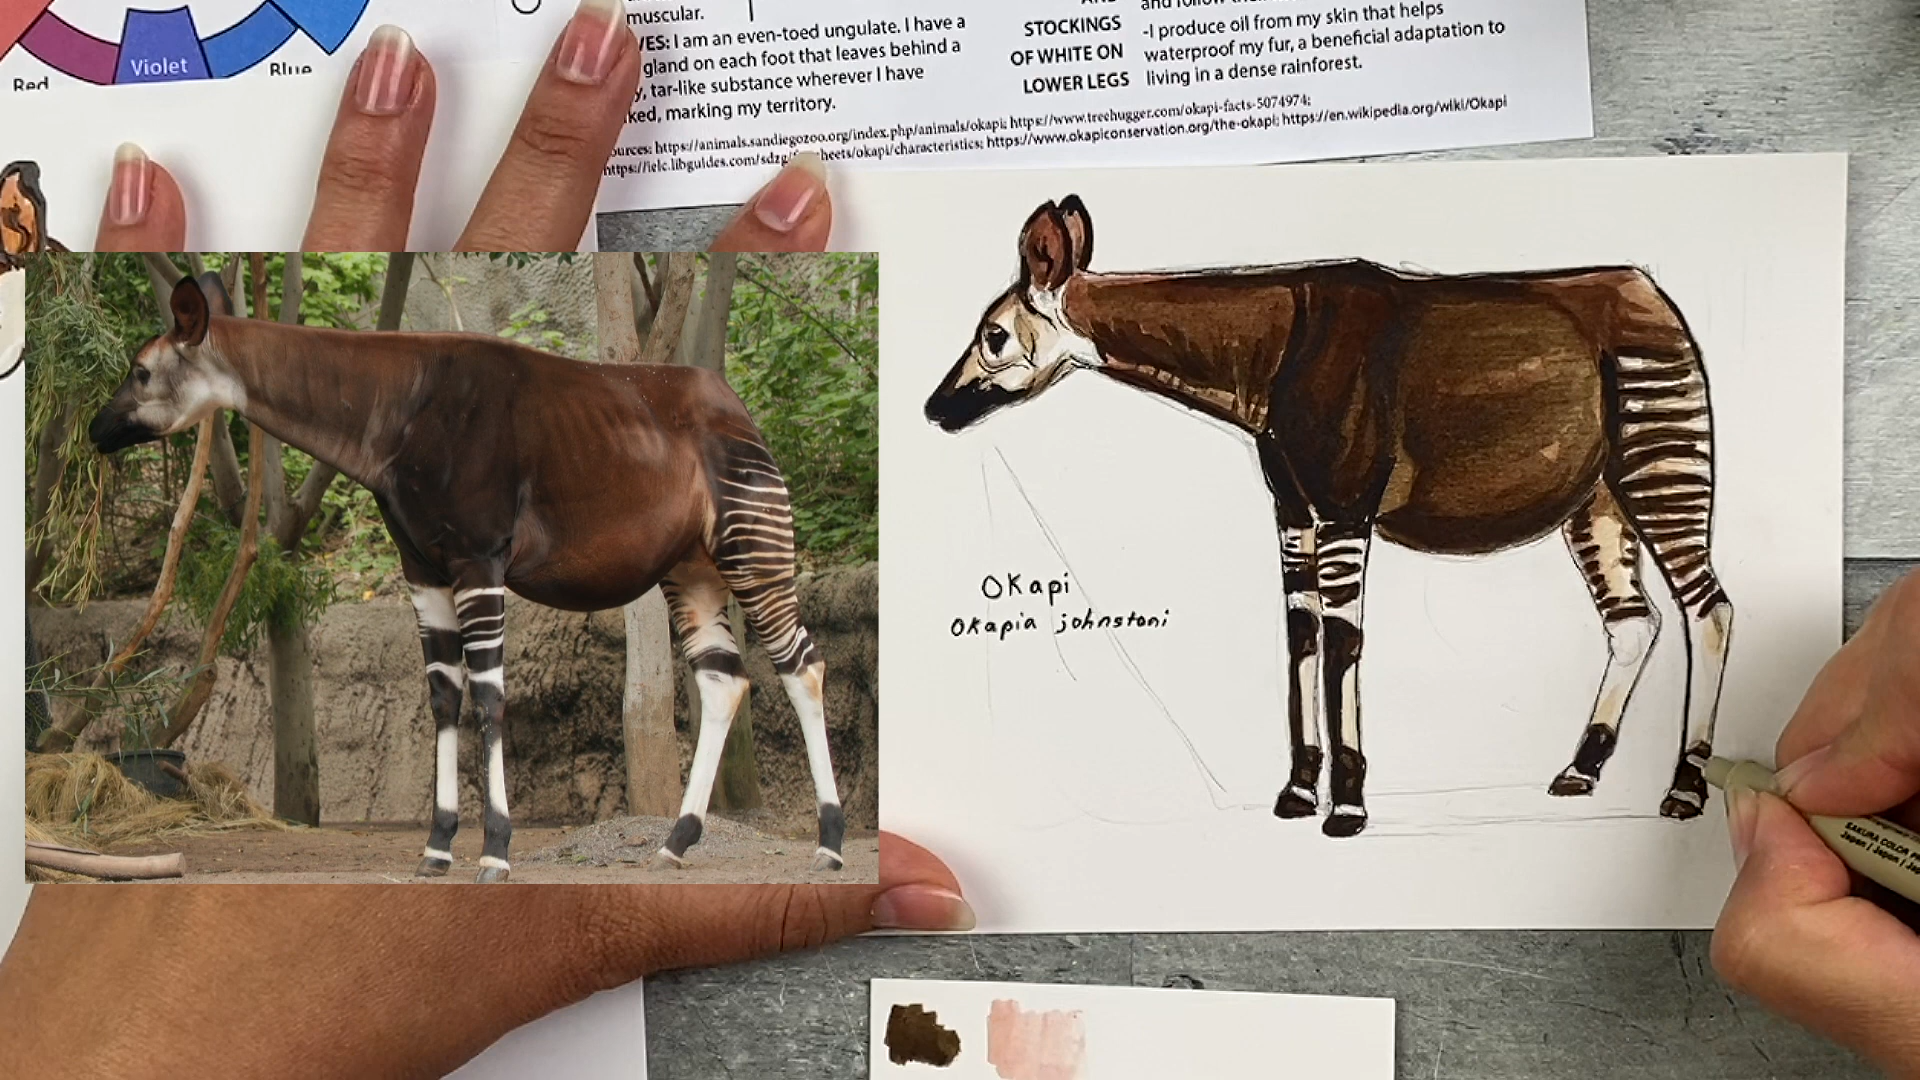 Red
Violet
Blue
muscular.
I am an even-toed ungulate. I have a
gland on each foot that leaves behind a
tar-like substance wherever I have
marking my territory.
STOCKINGS
OF WHITE ON
LOWER LEGS
-I produce oil from my skin that helps
waterproof my fur, a beneficial adaptation to
living in a dense rainforest.
https://animals.sandiegozoo.org/index.php/animals/okapi; https://www.treehugger.com/okapi-facts-5074974;
https://www.okapiconservation.org/the-okapi; https://en.wikipedia.org/wiki/Okapi
Okapi
Okapia johnstoni
SAKURA COLOR
Japan | Japan